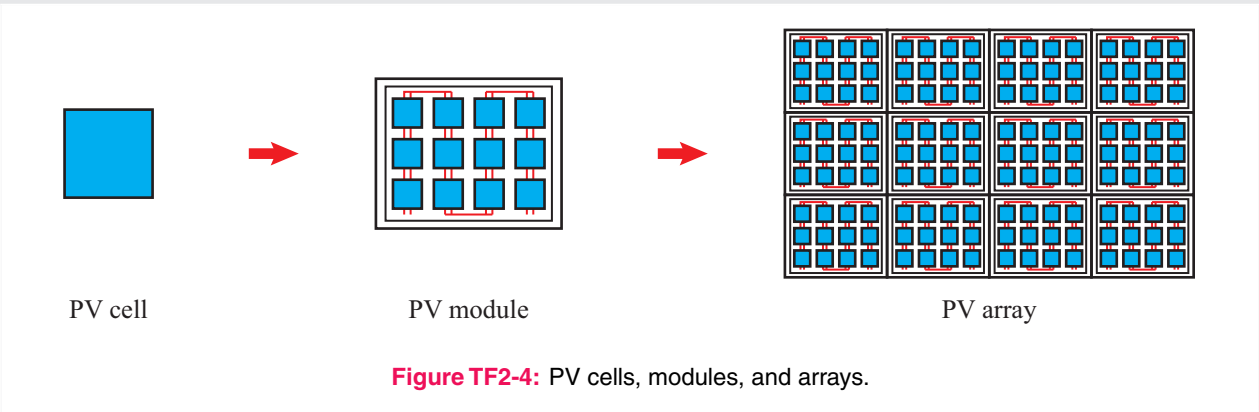 PV cell
PV module
PV array
Figure TF2-4: PV cells, modules, and arrays.